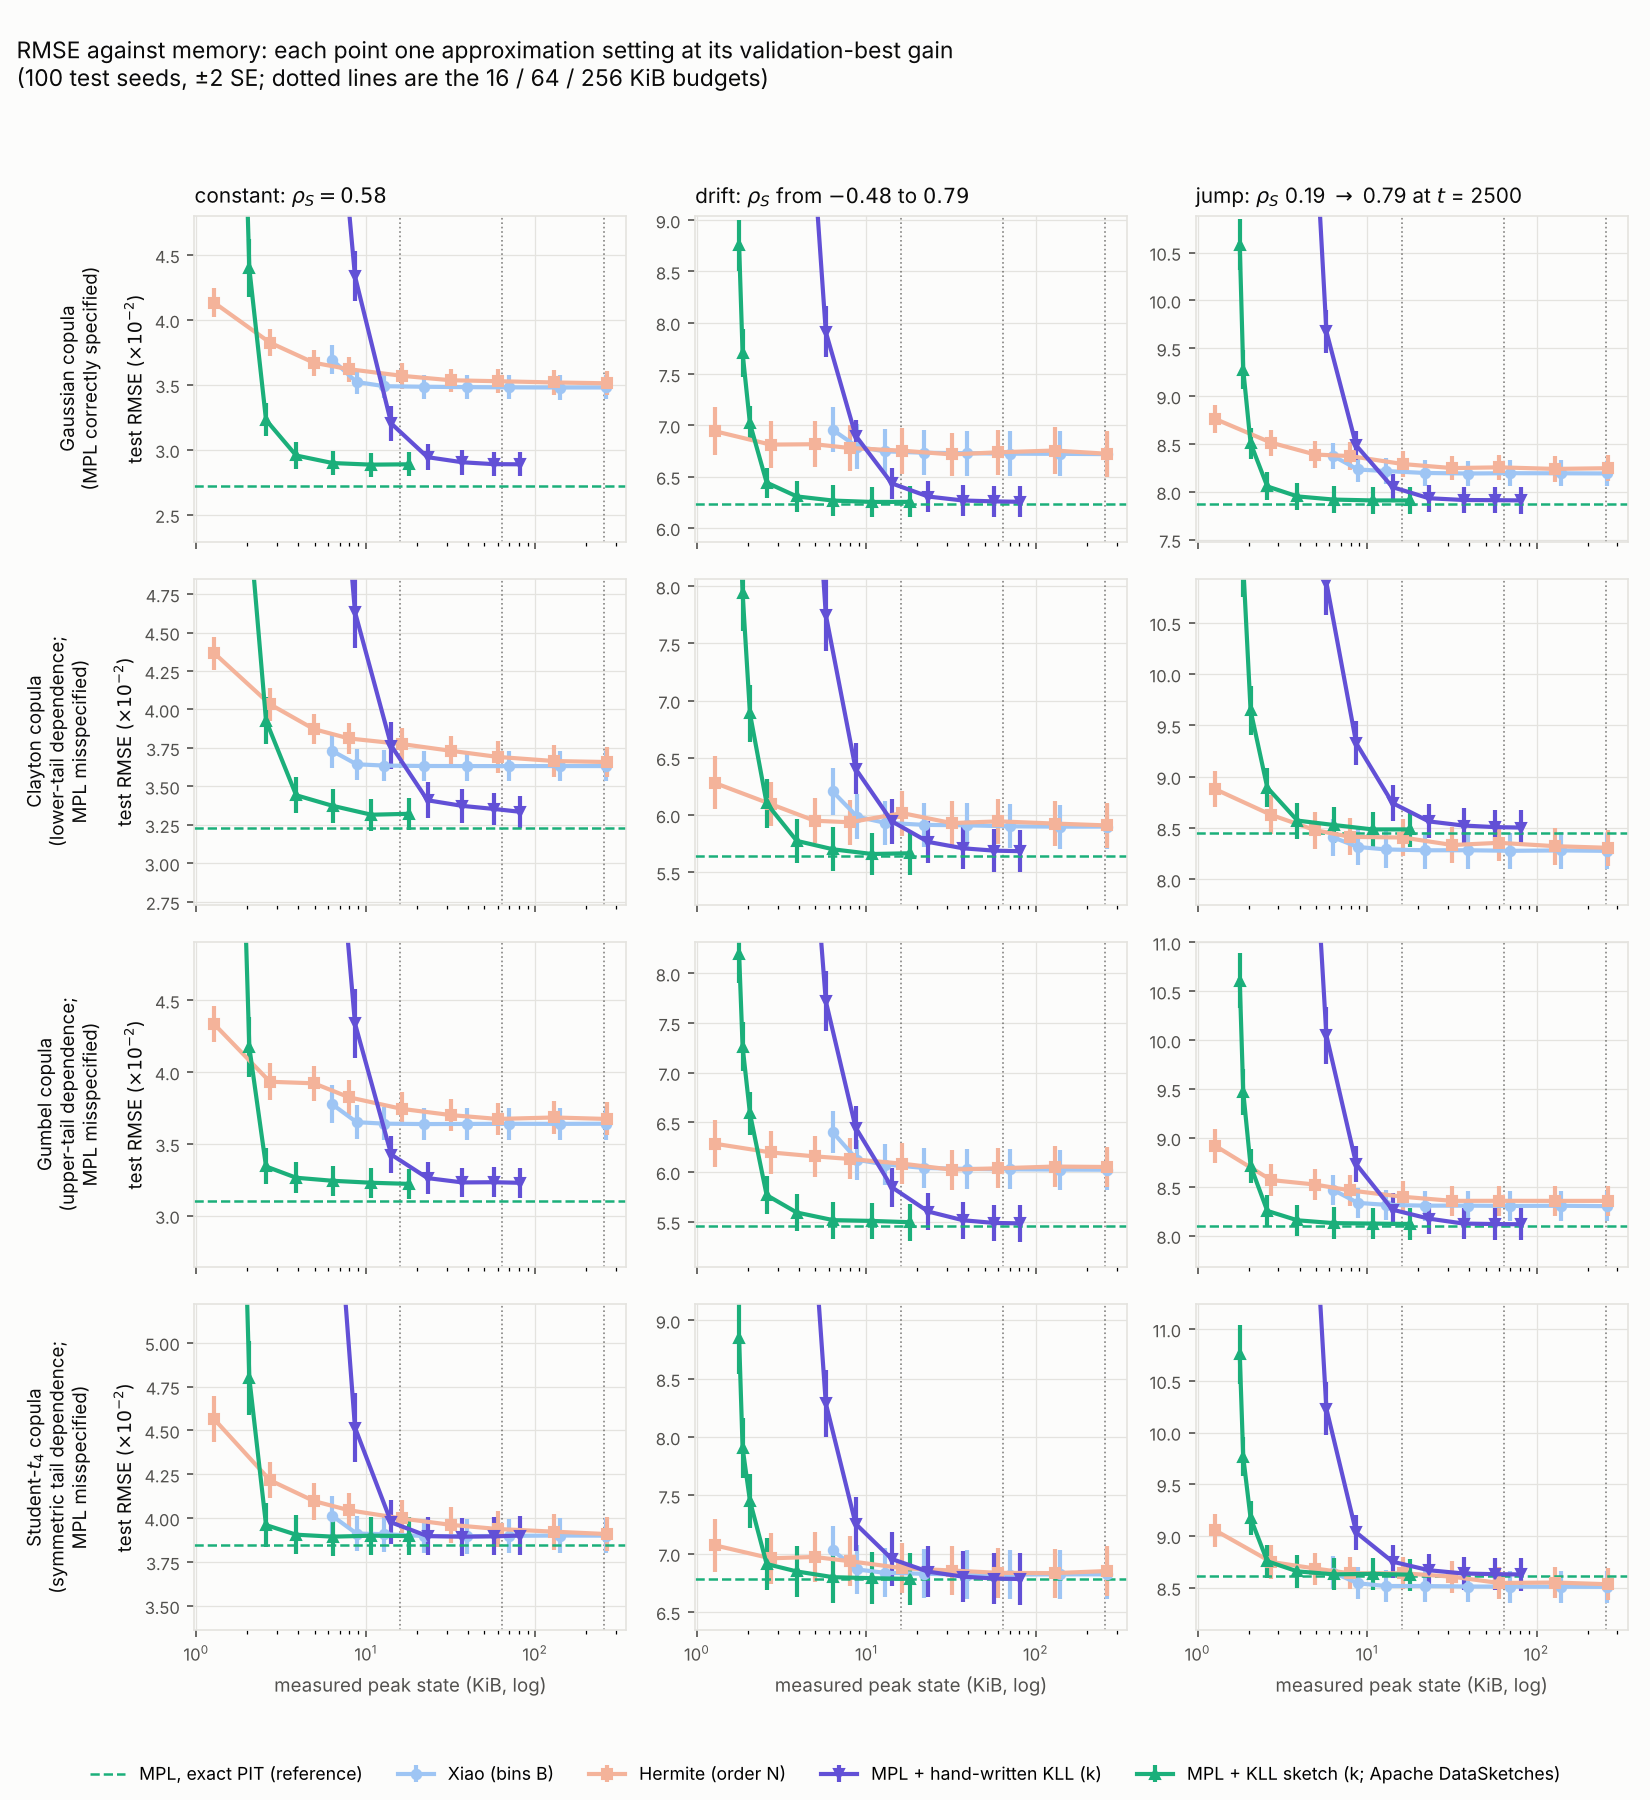 RMSE against memory: each point one approximation setting at its validation-best gain
(100 test seeds, ±2 SE; dotted lines are the 16 / 64 / 256 KiB budgets)
constant: ρ_S = 0.58
drift: ρ_S from −0.48 to 0.79
jump: ρ_S 0.19 → 0.79 at t = 2500
Gaussian copula
(MPL correctly specified)
test RMSE (×10⁻²)
4.5
4.0
3.5
3.0
2.5
9.0
8.5
8.0
7.5
7.0
6.5
6.0
10.5
10.0
9.5
9.0
8.5
8.0
7.5
Clayton copula
(lower-tail dependence;
MPL misspecified)
test RMSE (×10⁻²)
4.75
4.50
4.25
4.00
3.75
3.50
3.25
3.00
2.75
8.0
7.5
7.0
6.5
6.0
5.5
10.5
10.0
9.5
9.0
8.5
8.0
Gumbel copula
(upper-tail dependence;
MPL misspecified)
test RMSE (×10⁻²)
4.5
4.0
3.5
3.0
8.0
7.5
7.0
6.5
6.0
5.5
11.0
10.5
10.0
9.5
9.0
8.5
8.0
Student-t₄ copula
(symmetric tail dependence;
MPL misspecified)
test RMSE (×10⁻²)
5.00
4.75
4.50
4.25
4.00
3.75
3.50
9.0
8.5
8.0
7.5
7.0
6.5
11.0
10.5
10.0
9.5
9.0
8.5
10⁰ 10¹ 10²
10⁰ 10¹ 10²
10⁰ 10¹ 10²
measured peak state (KiB, log)
measured peak state (KiB, log)
measured peak state (KiB, log)
MPL, exact PIT (reference)
Xiao (bins B)
Hermite (order N)
MPL + hand-written KLL (k)
MPL + KLL sketch (k; Apache DataSketches)